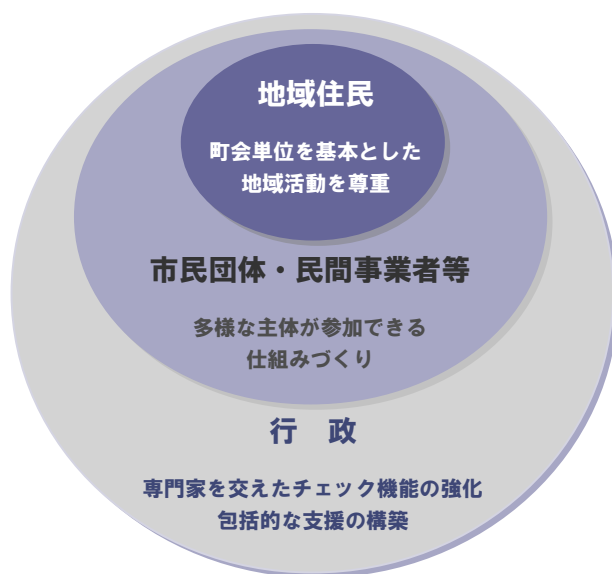 地域住民
町会単位を基本とした
地域活動を尊重
市民団体・民間事業者等
多様な主体が参加できる
仕組みづくり
行　政
専門家を交えたチェック機能の強化
包括的な支援の構築